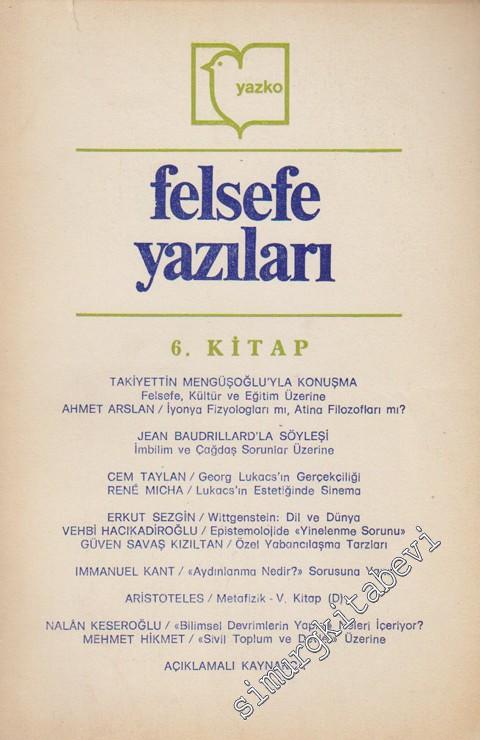 yazko
felsefe
yazıları
6. KİTAP
TAKİYETTİN MENGÜŞOĞLU'YLA KONUŞMA
Felsefe, Kültür ve Eğitim Üzerine
AHMET ARSLAN / İyonya Fizyologları mı, Atina Filozofları mı?
JEAN BAUDRILLARD'LA SÖYLEŞİ
İmbilim ve Çağdaş Sorunlar Üzerine
CEM TAYLAN / Georg Lukacs'ın Gerçekçiliği
RENÉ MICHA / Lukacs'ın Estetiğinde Sinema
ERKUT SEZGİN / Wittgenstein: Dil ve Dünya
VEHBİ HACIKADİROĞLU / Epistemolojide «Yinelenme Sorunu»
GÜVEN SAVAŞ KIZILTAN / Özel Yabancılaşma Tarzları
IMMANUEL KANT / «Aydınlanma Nedir?» Sorusuna
ARİSTOTELES / Metafizik - V. Kitap (D)
NALÂN KESEROĞLU / «Bilimsel Devrimlerin Yapısı» Neleri İçeriyor?
MEHMET HİKMET / «Sivil Toplum ve Üzerine
AÇIKLAMALI
simurgkitabevi